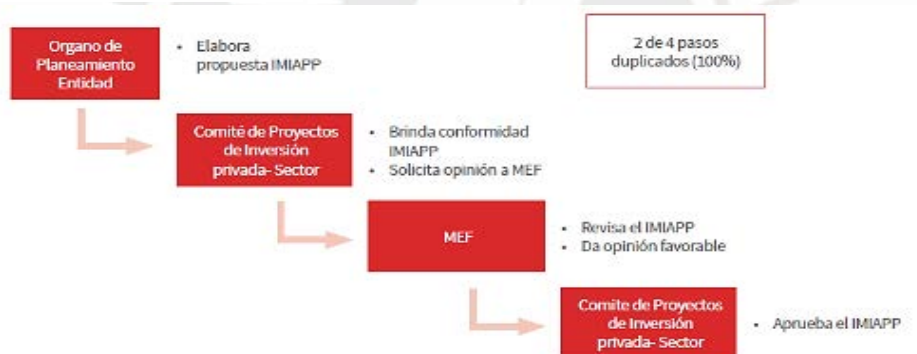 Organo de
Planeamiento
Entidad
• Elabora
propuesta IMIAPP
2 de 4 pasos
duplicados (100%)
Comité de Proyectos
de Inversión
privada- Sector
• Brinda conformidad
IMIAPP
• Solicita opinión a MEF
MEF
• Revisa el IMIAPP
• Da opinión favorable
Comite de Proyectos
de Inversión
privada- Sector
• Aprueba el IMIAPP